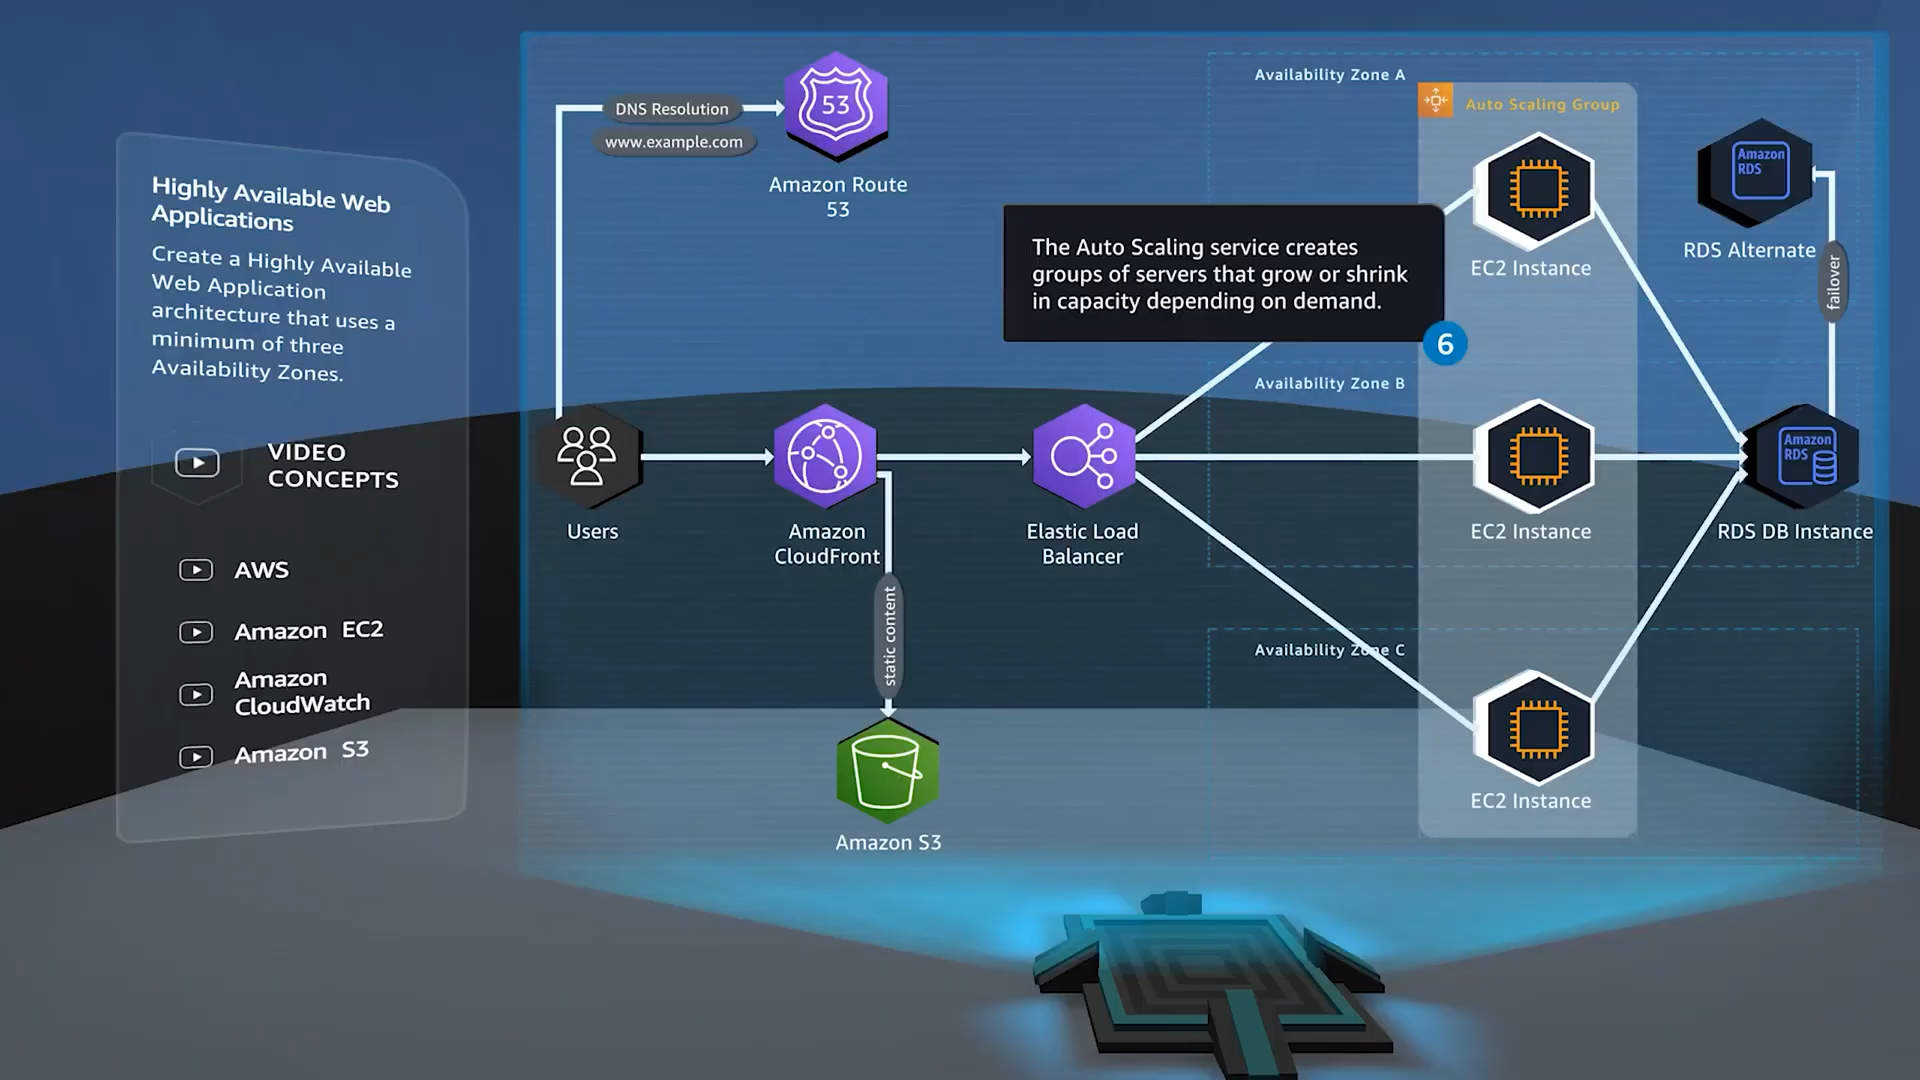 Highly Available Web
Applications
Create a Highly Available
Web Application
architecture that uses a
minimum of three
Availability Zones.
VIDEO
CONCEPTS
AWS
Amazon EC2
Amazon
CloudWatch
Amazon S3
DNS Resolution
www.example.com
53
Amazon Route
53
Users
Amazon
CloudFront
static content
Amazon S3
Elastic Load
Balancer
The Auto Scaling service creates
groups of servers that grow or shrink
in capacity depending on demand.
6
Availability Zone A
Auto Scaling Group
EC2 Instance
Availability Zone B
EC2 Instance
Availability Zone C
EC2 Instance
Amazon
RDS
RDS Alternate
failover
Amazon
RDS
RDS DB Instance